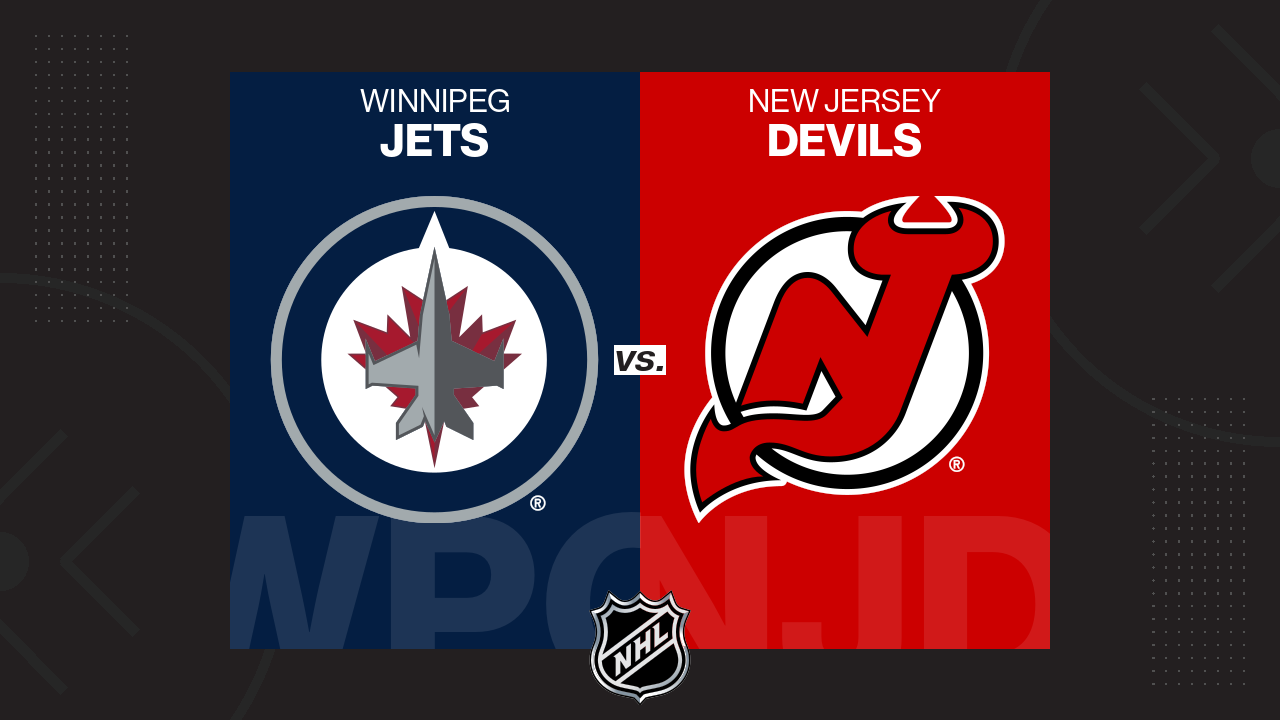 WINNIPEG
JETS
NEW JERSEY
DEVILS
VS.
®
®
WPG
NJD
NHL